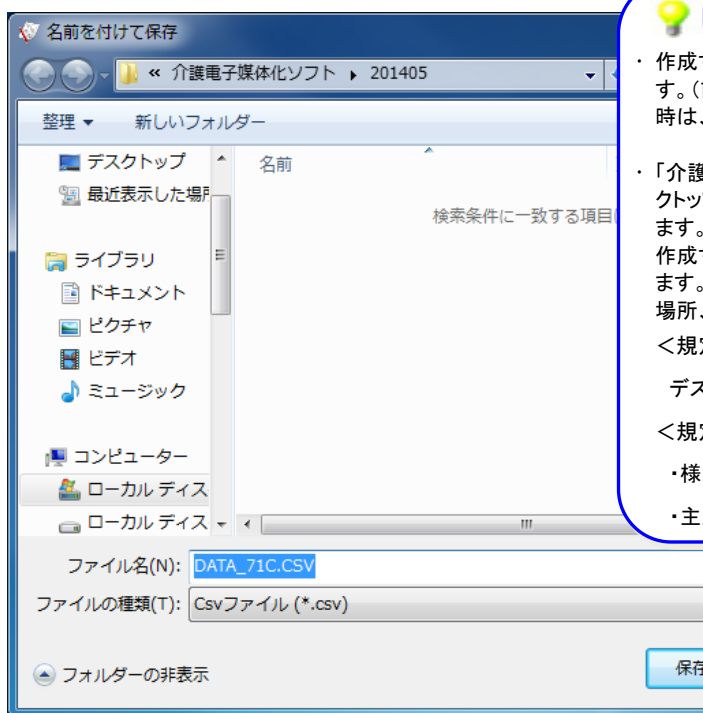 名前を付けて保存
« 介護電子媒体化ソフト ▸ 201405
整理 ▼ 新しいフォルダー
デスクトップ
最近表示した場所
ライブラリ
ドキュメント
ピクチャ
ビデオ
ミュージック
コンピューター
ローカル ディス
ローカル ディス
名前
検索条件に一致する項目
ファイル名(N): DATA_71C.CSV
ファイルの種類(T): Csvファイル (*.csv)
フォルダーの非表示
保存
・ 作成
す。(
時は、
・ 「介護
クトッ
ます。
作成
ます。
場所、
＜規
デス
＜規
・様
・主